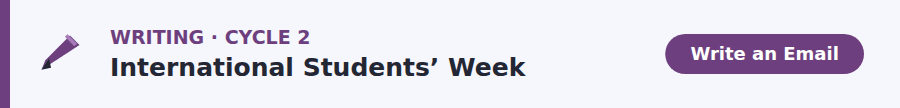 WRITING · CYCLE 2
International Students’ Week
Write an Email